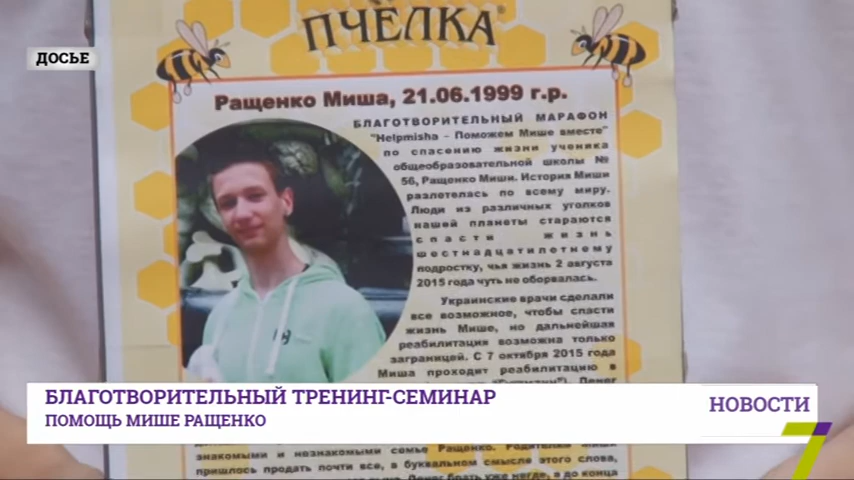 ДОСЬЕ
ПЧЁЛКА®
Ращенко Миша, 21.06.1999 г.р.
БЛАГОТВОРИТЕЛЬНЫЙ МАРАФОН
"Helpmisha – Поможем Мише вместе"
по спасению жизни ученика
общеобразовательной школы №
56, Ращенко Миши. История Миши
разлетелась по всему миру.
Люди из различных уголков
нашей планеты стараются
спасти жизнь
шестнадцатилетнему
подростку, чья жизнь 2 августа
2015 года чуть не оборвалась.
Украинские врачи сделали
все возможное, чтобы спасти
жизнь Мише, но дальнейшая
реабилитация возможна только
заграницей. С 7 октября 2015 года
Миша проходит реабилитацию в
БЛАГОТВОРИТЕЛЬНЫЙ ТРЕНИНГ-СЕМИНАР
ПОМОЩЬ МИШЕ РАЩЕНКО
НОВОСТИ
7
знакомыми и незнакомыми семье Ращенко.
пришлось продать почти все, в буквальном смысле этого слова,